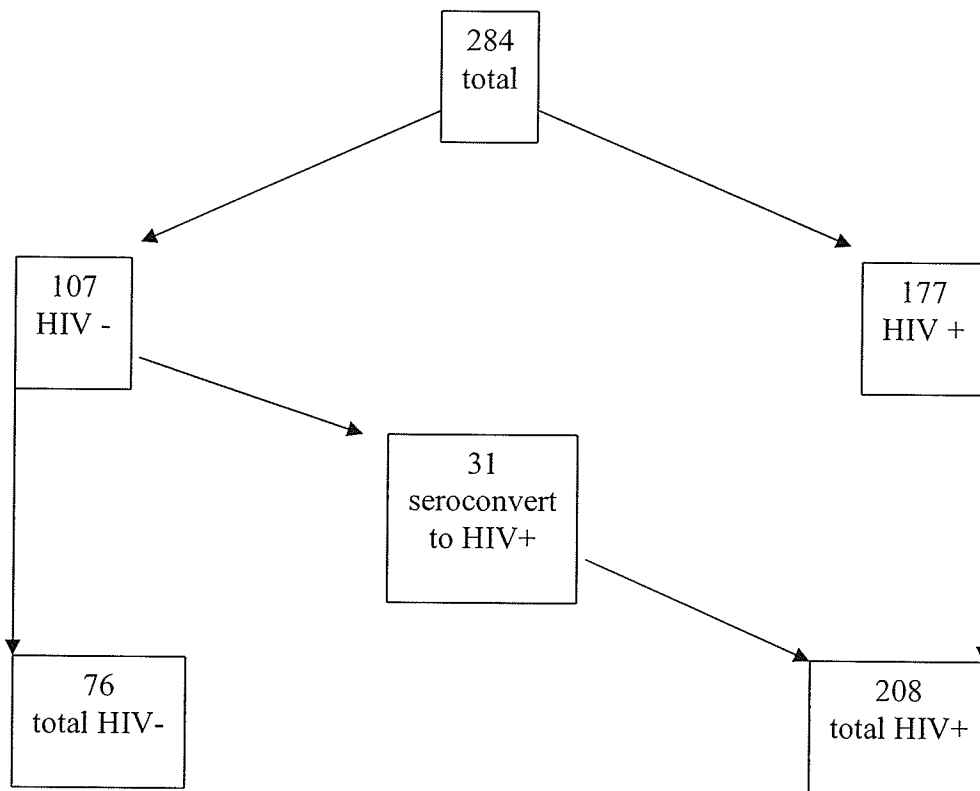 284
total
107
HIV -
177
HIV +
31
seroconvert
to HIV+
76
total HIV-
208
total HIV+